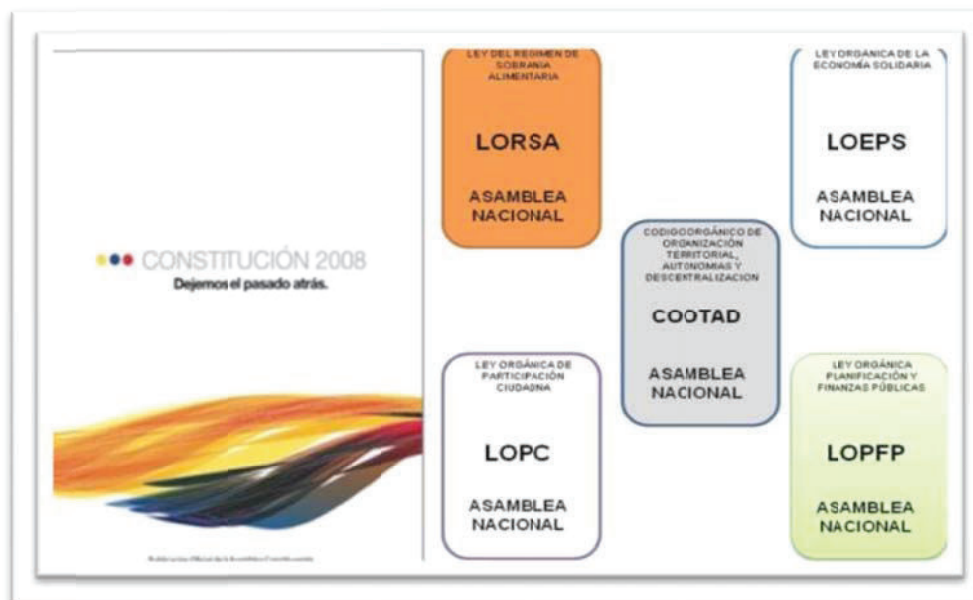 CONSTITUCIÓN 2008
Dejemos el pasado atrás.
LEY DEL REGIMEN DE
SOBRANIA
ALIMENTARIA
LORSA
ASAMBLEA
NACIONAL
LEY ORGÁNICA DE LA
ECONOMÍA SOLIDARIA
LOEPS
ASAMBLEA
NACIONAL
CODIGO ORGÁNICO DE
ORGANIZACIÓN
TERRITORIAL,
AUTONOMIAS Y
DESCENTRALIZACION
COOTAD
ASAMBLEA
NACIONAL
LEY ORGÁNICA DE
PARTICIPACIÓN
CIUDADNA
LOPC
ASAMBLEA
NACIONAL
LEY ORGÁNICA
PLANIFICACIÓN Y
FINANZAS PÚBLICAS
LOPFP
ASAMBLEA
NACIONAL